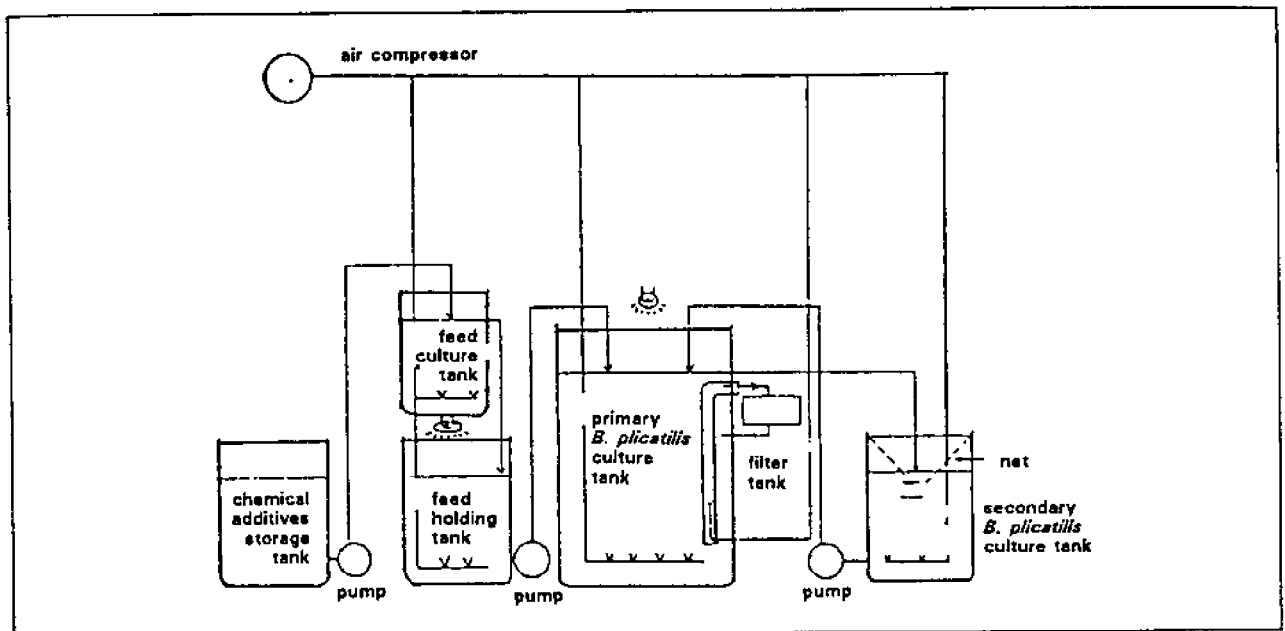 air compressor
feed
culture
tank
chemical
additives
storage
tank
pump
feed
holding
tank
pump
primary
B. plicatilis
culture
tank
filter
tank
pump
net
secondary
B. plicatilis
culture tank